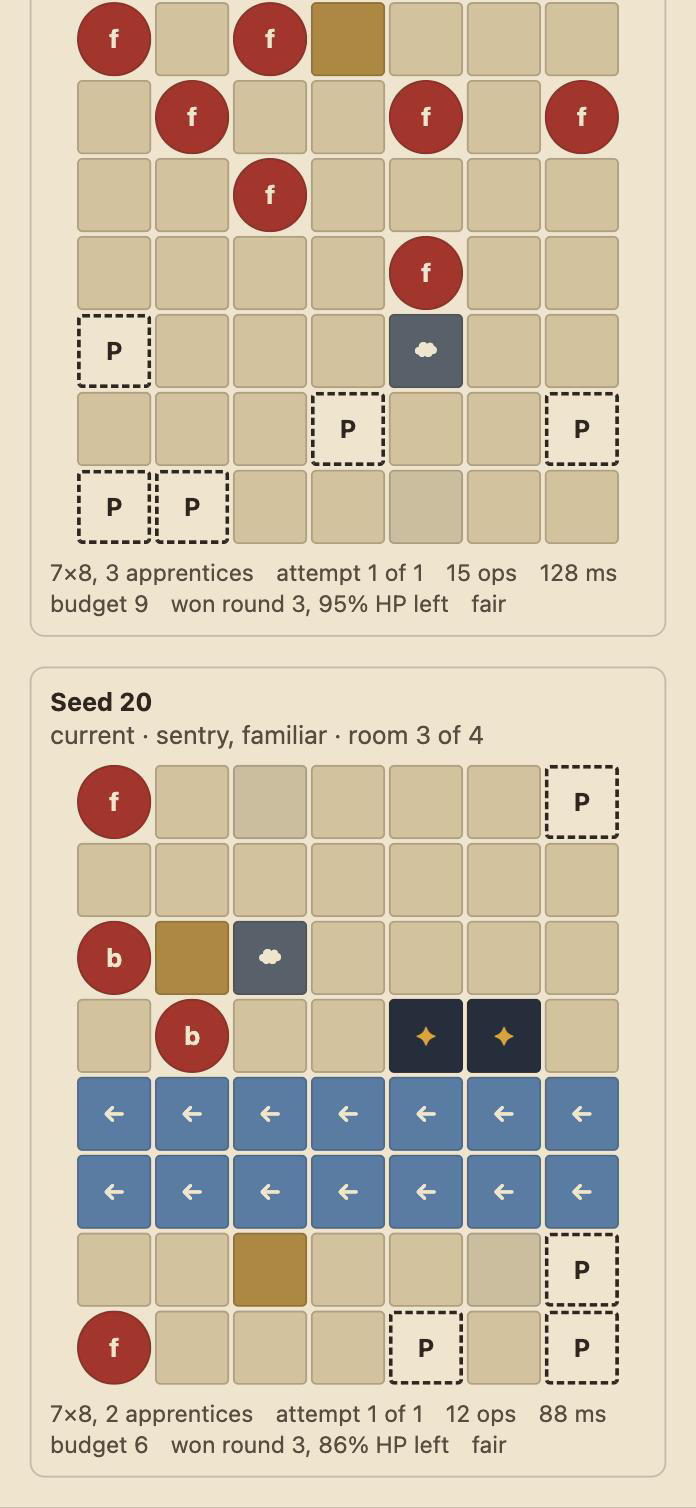 f f
f f f
f
f
P
P P
P P
7×8, 3 apprentices attempt 1 of 1 15 ops 128 ms
budget 9 won round 3, 95% HP left fair
Seed 20
current · sentry, familiar · room 3 of 4
f P
b
b
← ← ← ← ← ← ←
← ← ← ← ← ← ←
P
f P P
7×8, 2 apprentices attempt 1 of 1 12 ops 88 ms
budget 6 won round 3, 86% HP left fair